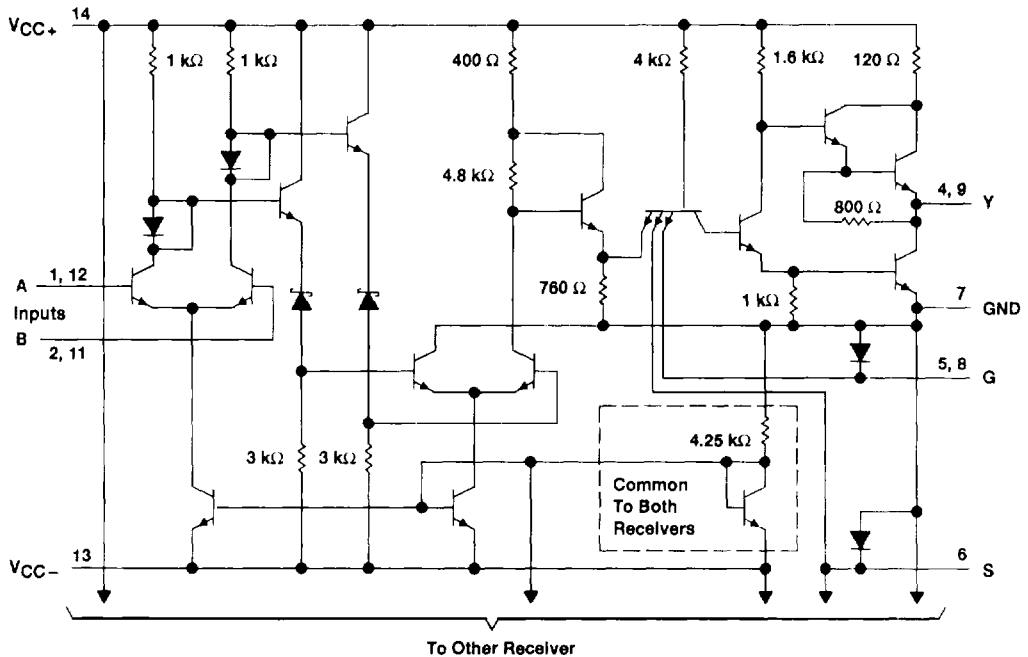 VCC+ 14
1 kΩ 1 kΩ 400 Ω 4 kΩ 1.6 kΩ 120 Ω
4.8 kΩ
4, 9 Y
800 Ω
A 1, 12
760 Ω
1 kΩ
7 GND
Inputs
B 2, 11
5, 8 G
3 kΩ 3 kΩ
4.25 kΩ
Common
To Both
Receivers
VCC– 13
6 S
To Other Receiver